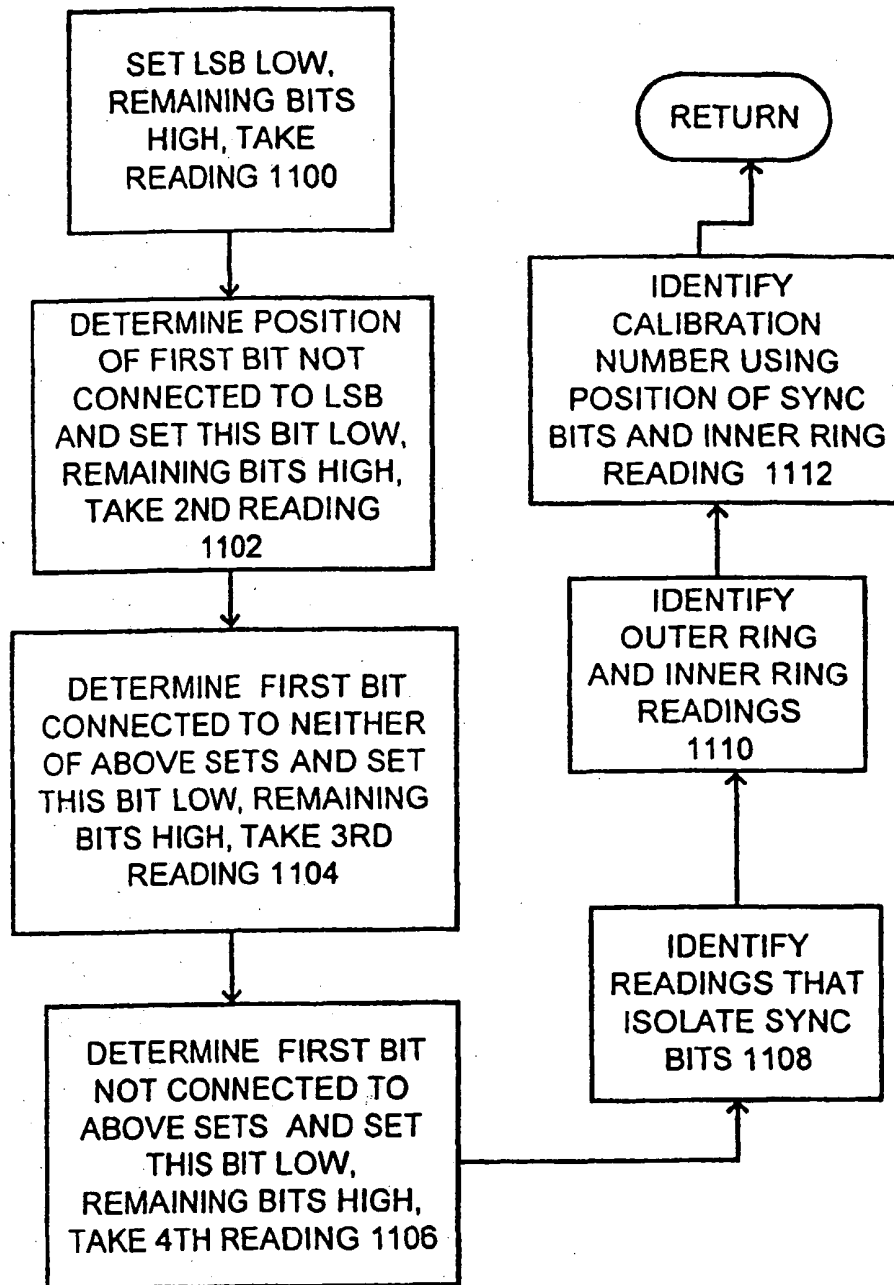 SET LSB LOW,
REMAINING BITS
HIGH, TAKE
READING 1100
DETERMINE POSITION
OF FIRST BIT NOT
CONNECTED TO LSB
AND SET THIS BIT LOW,
REMAINING BITS HIGH,
TAKE 2ND READING
1102
DETERMINE FIRST BIT
CONNECTED TO NEITHER
OF ABOVE SETS AND SET
THIS BIT LOW, REMAINING
BITS HIGH, TAKE 3RD
READING 1104
DETERMINE FIRST BIT
NOT CONNECTED TO
ABOVE SETS AND SET
THIS BIT LOW,
REMAINING BITS HIGH,
TAKE 4TH READING 1106
IDENTIFY
READINGS THAT
ISOLATE SYNC
BITS 1108
IDENTIFY
OUTER RING
AND INNER RING
READINGS
1110
IDENTIFY
CALIBRATION
NUMBER USING
POSITION OF SYNC
BITS AND INNER RING
READING 1112
RETURN